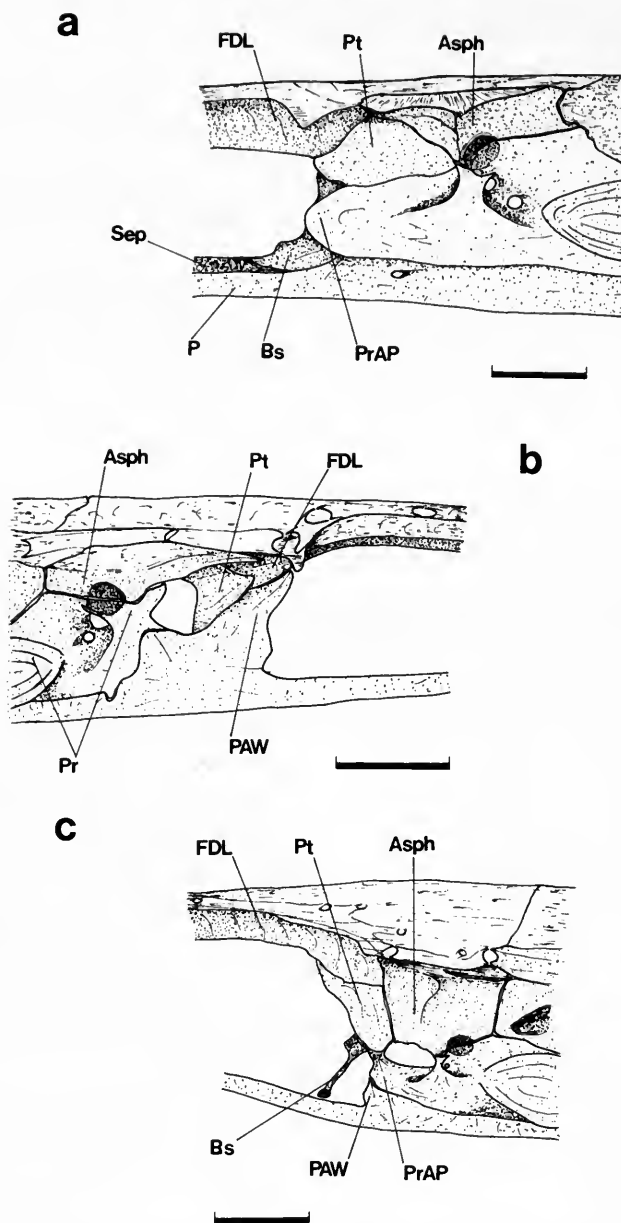 a
FDL Pt Asph
Sep
P Bs PrAP
b
Asph Pt FDL
Pr PAW
c
FDL Pt Asph
Bs PAW PrAP